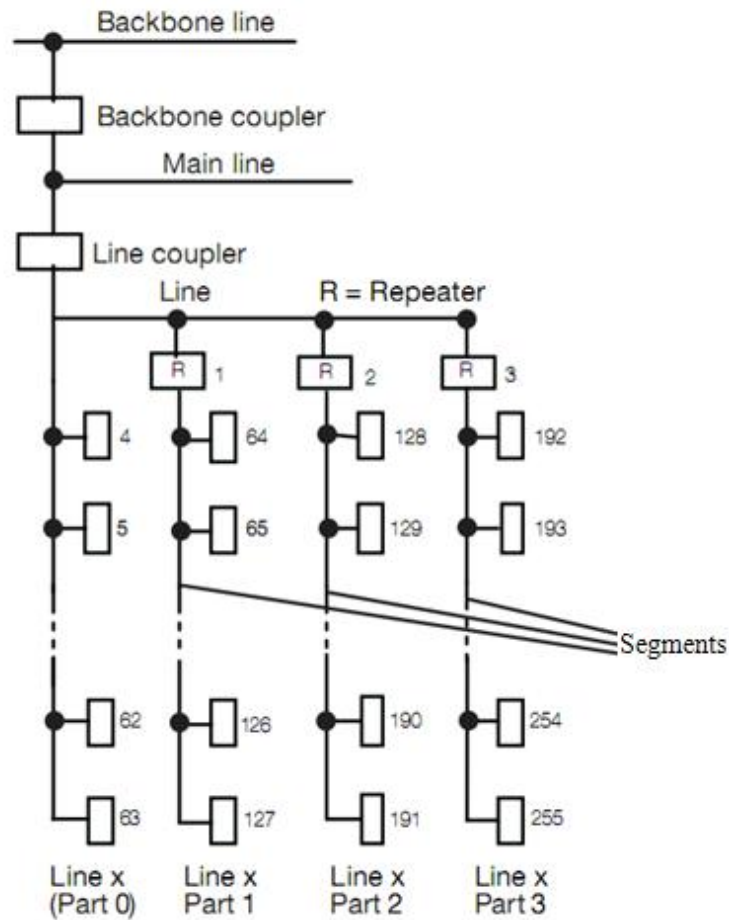 Backbone line
Backbone coupler
Main line
Line coupler
Line R = Repeater
R 1 R 2 R 3
4 64 128 192
5 65 129 193
Segments
62 126 190 254
63 127 191 255
Line x Line x Line x Line x
(Part 0) Part 1 Part 2 Part 3